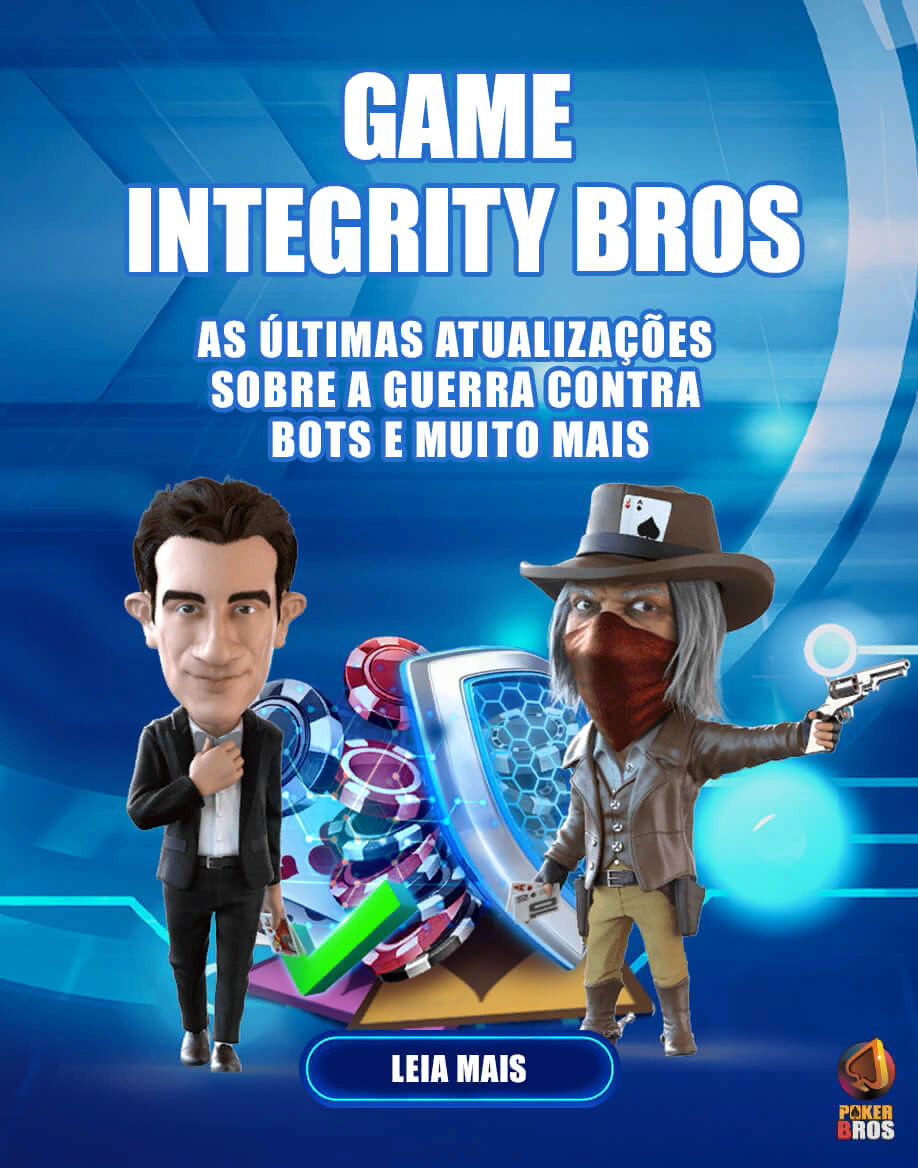 GAME
INTEGRITY BROS
AS ÚLTIMAS ATUALIZAÇÕES
SOBRE A GUERRA CONTRA
BOTS E MUITO MAIS
LEIA MAIS
POKER
BROS